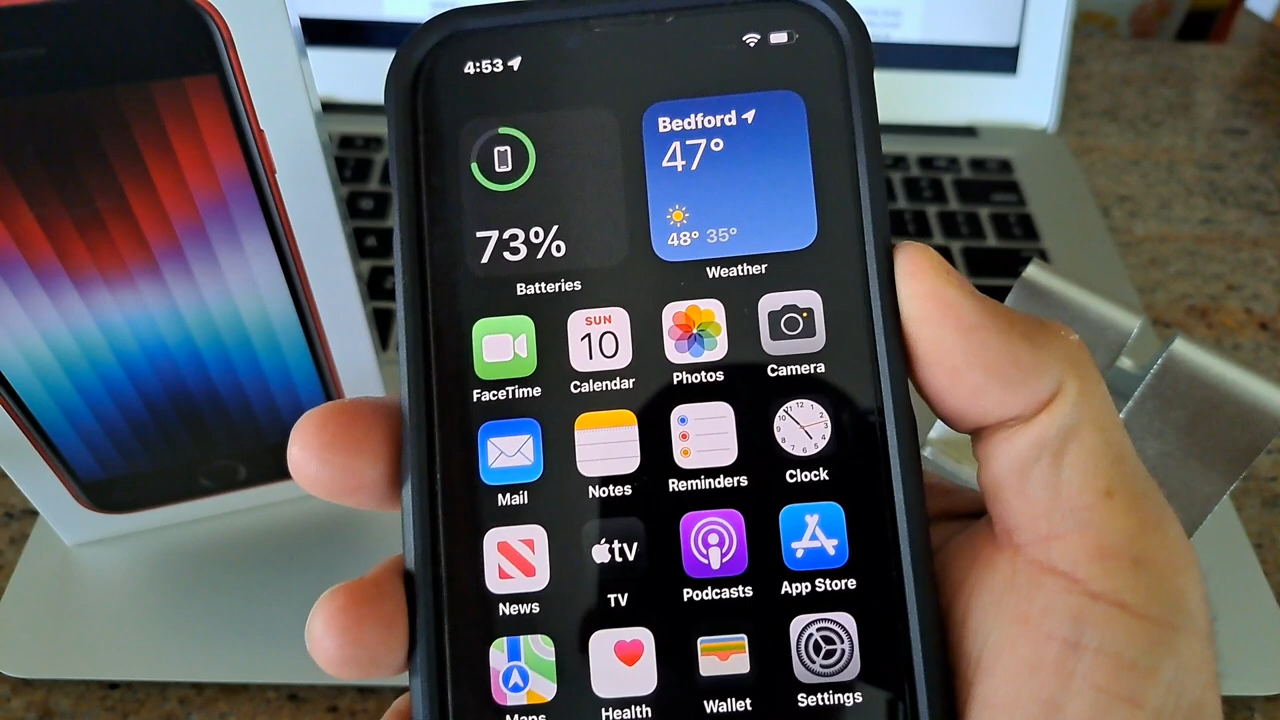 4:53
Bedford
47°
48° 35°
73%
Batteries
Weather
FaceTime
SUN
10
Calendar
Photos
Camera
Mail
Notes
Reminders
Clock
News
tv
TV
Podcasts
App Store
Maps
Health
Wallet
Settings